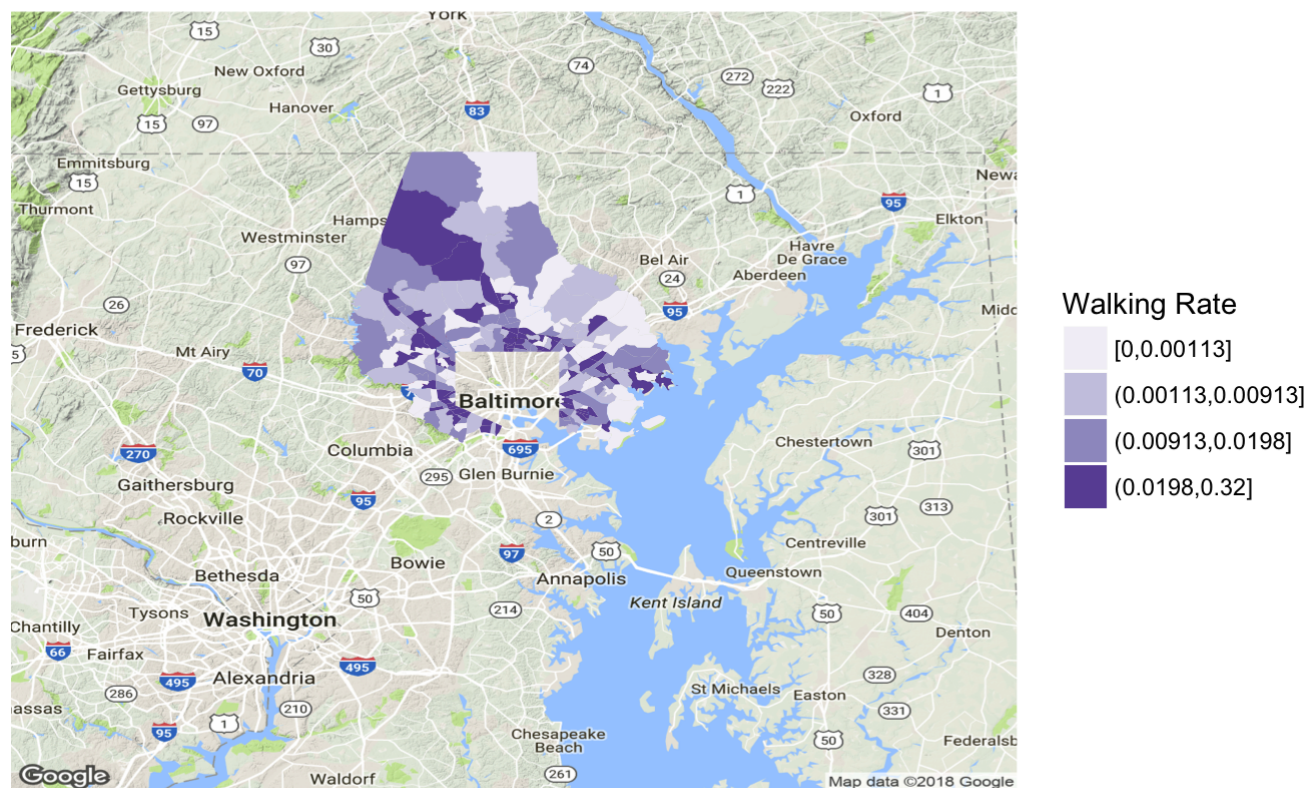 York
15
30
74
272
222
1
New Oxford
Gettysburg
Hanover
83
15
97
Oxford
Emmitsburg
15
Newa
Thurmont
1
95
Elkton
Hamps
Westminster
97
Bel Air
24
Havre
De Grace
Aberdeen
26
95
Midd
Frederick
5
Mt Airy
70
Baltimore
Columbia
695
Chestertown
301
270
295
Glen Burnie
Gaithersburg
95
Rockville
2
301
313
burn
97
50
Centreville
Bowie
Bethesda
Annapolis
Queenstown
50
Tysons
214
Kent Island
50
404
Chantilly
Washington
Denton
66
Fairfax
495
495
Alexandria
328
286
210
St Michaels
Easton
assas
1
331
95
Chesapeake
Beach
50
Federalsb
Google
Waldorf
261
Map data ©2018 Google
Walking Rate
[0,0.00113]
(0.00113,0.00913]
(0.00913,0.0198]
(0.0198,0.32]